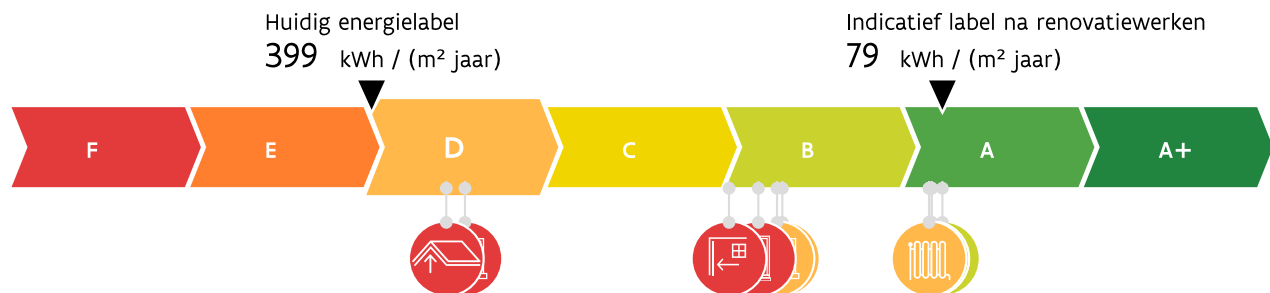 Huidig energielabel
399 kWh / (m² jaar)
Indicatief label na renovatiewerken
79 kWh / (m² jaar)
F E D C B A A+